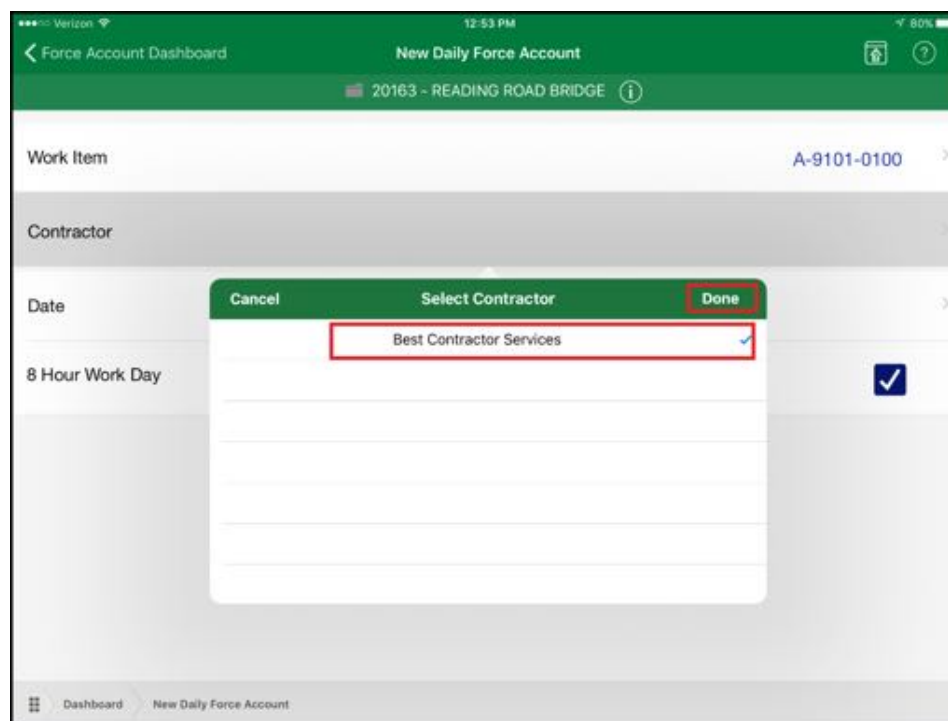 Verizon 12:53 PM 80%
Force Account Dashboard New Daily Force Account
20163 - READING ROAD BRIDGE
Work Item A-9101-0100
Contractor
Cancel Select Contractor Done
Date
Best Contractor Services
8 Hour Work Day
Dashboard New Daily Force Account